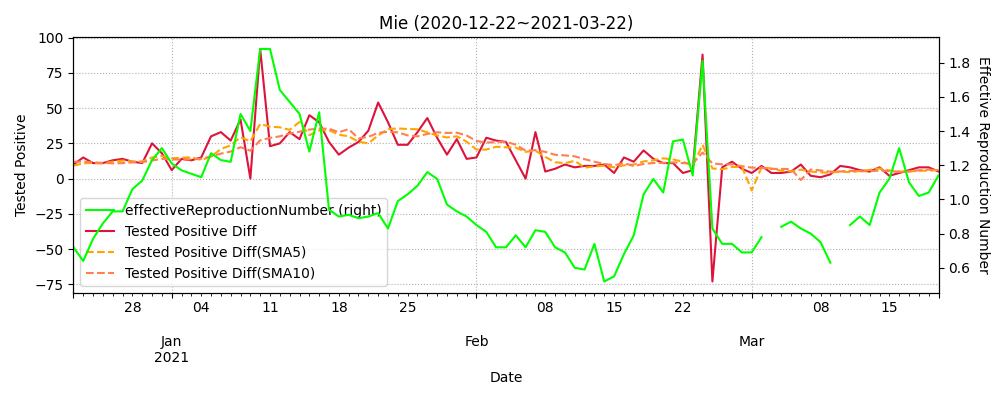 Mie (2020-12-22~2021-03-22)
Tested Positive
100
75
50
25
0
−25
−50
−75
1.8
1.6
1.4
1.2
1.0
0.8
0.6
Effective Reproduction Number
effectiveReproductionNumber (right)
Tested Positive Diff
Tested Positive Diff(SMA5)
Tested Positive Diff(SMA10)
28 04 11 18 25 08 15 22 08 15
Jan Feb Mar
2021
Date